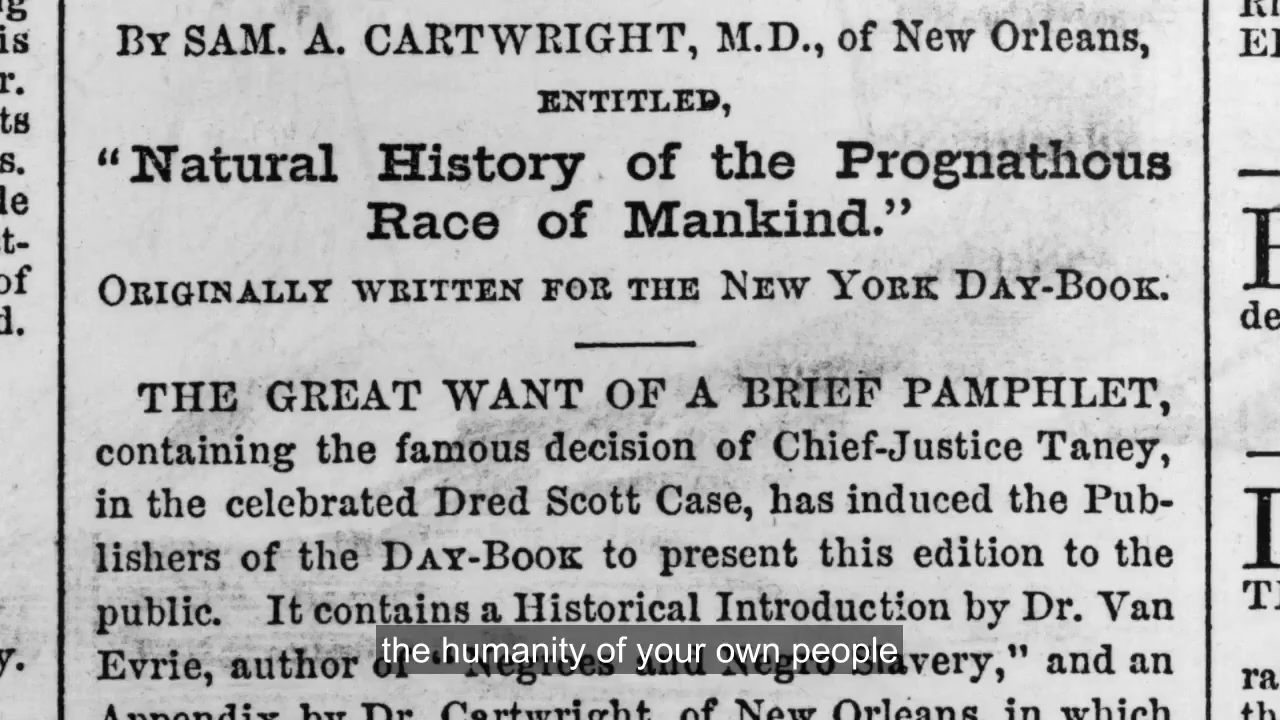 By SAM. A. CARTWRIGHT, M.D., of New Orleans,
ENTITLED,
“Natural History of the Prognathous
Race of Mankind.”
ORIGINALLY WRITTEN FOR THE NEW YORK DAY-BOOK.
THE GREAT WANT OF A BRIEF PAMPHLET,
containing the famous decision of Chief-Justice Taney,
in the celebrated Dred Scott Case, has induced the Pub-
lishers of the DAY-BOOK to present this edition to the
public. It contains a Historical Introduction by Dr. Van
Evrie, author of “Negroes and Negro Slavery,” and an
Appendix by Dr. Cartwright, of New Orleans, in which
the humanity of your own people